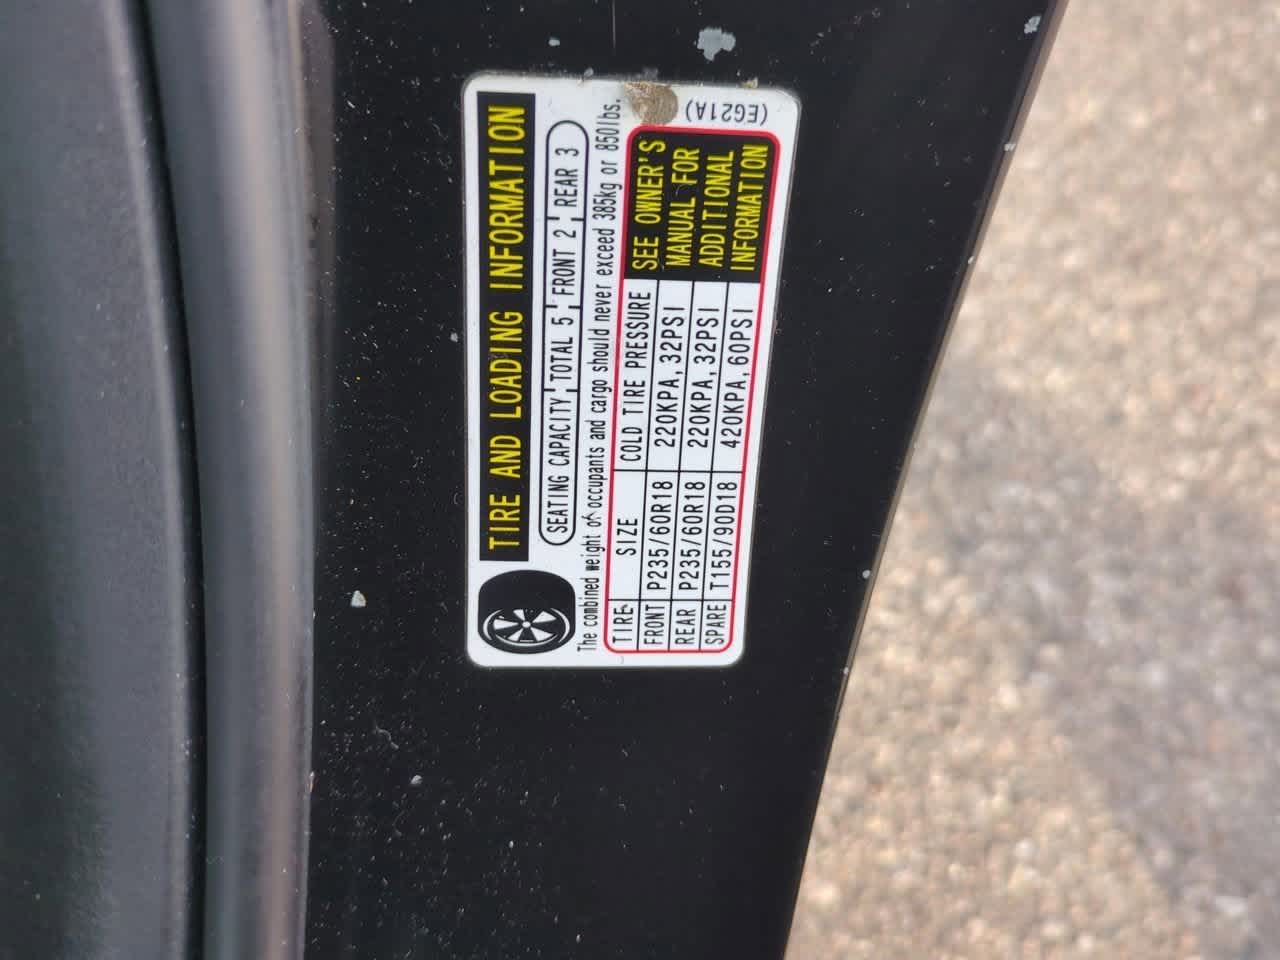 TIRE AND LOADING INFORMATION
SEATING CAPACITY TOTAL 5 FRONT 2 REAR 3
The combined weight of occupants and cargo should never exceed 385kg or 850lbs.
TIRE SIZE COLD TIRE PRESSURE
FRONT P235/60R18 220KPA, 32PSI
REAR P235/60R18 220KPA, 32PSI
SPARE T155/90D18 420KPA, 60PSI
SEE OWNER'S
MANUAL FOR
ADDITIONAL
INFORMATION
(EG21A)